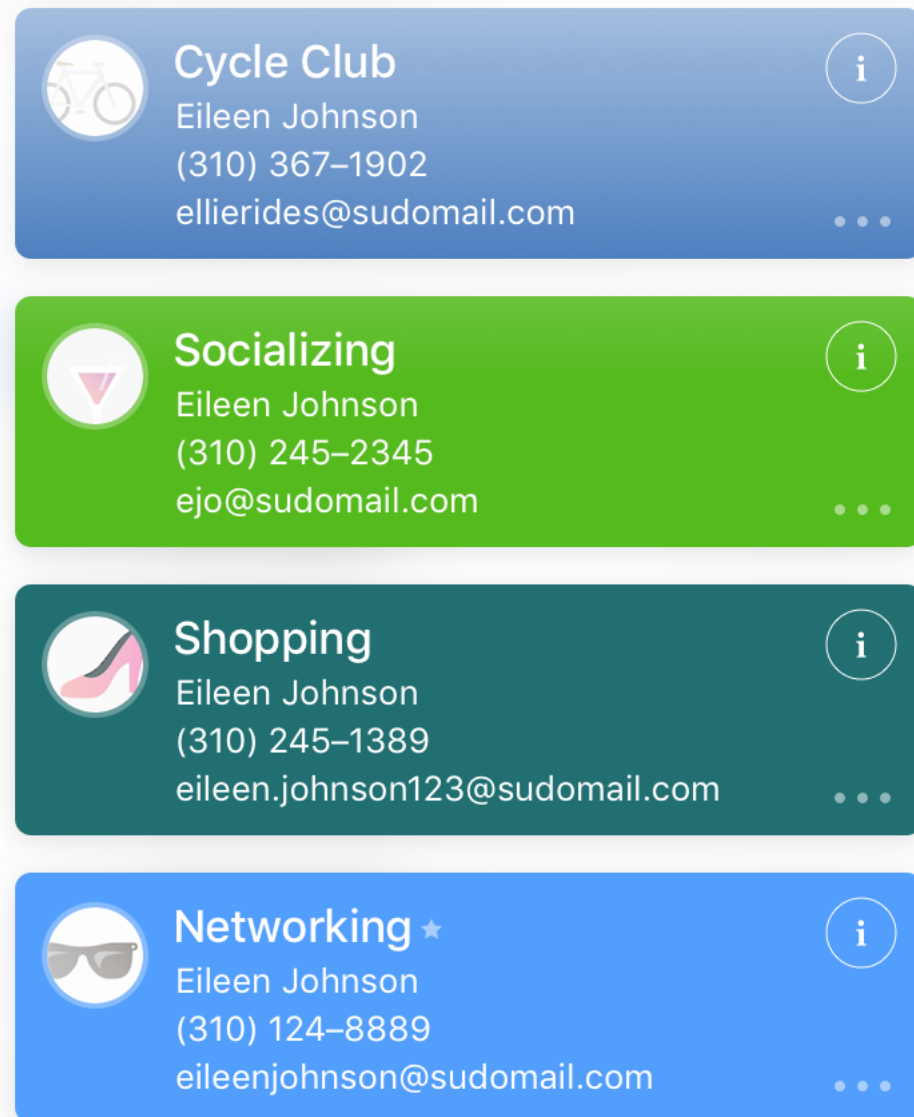 Cycle Club
Eileen Johnson
(310) 367–1902
ellierides@sudomail.com
i
Socializing
Eileen Johnson
(310) 245–2345
ejo@sudomail.com
i
Shopping
Eileen Johnson
(310) 245–1389
eileen.johnson123@sudomail.com
i
Networking
Eileen Johnson
(310) 124–8889
eileenjohnson@sudomail.com
i